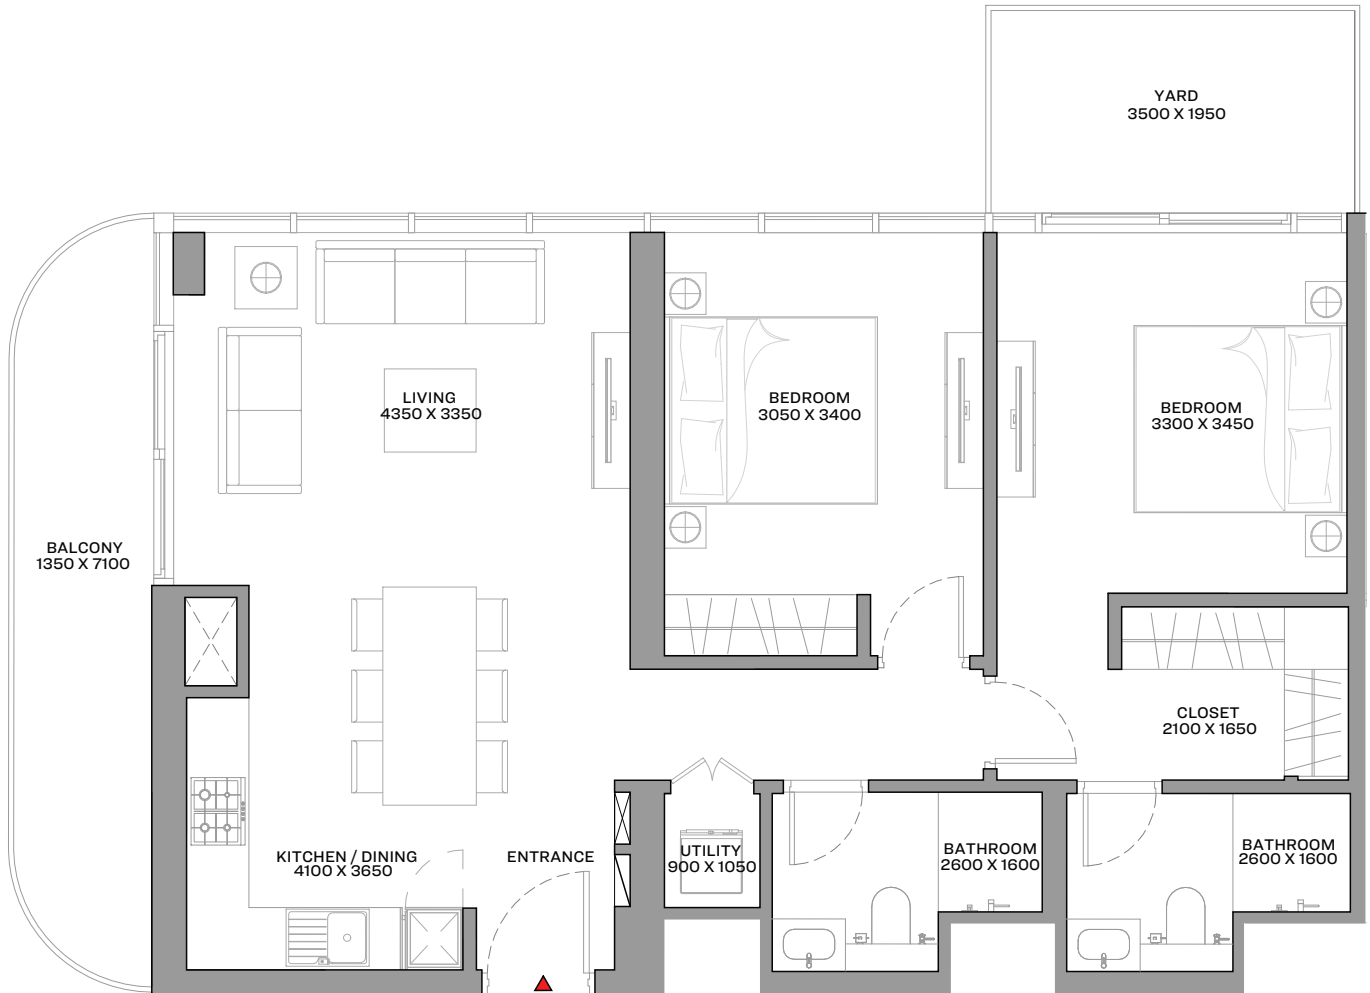 YARD
3500 X 1950
LIVING
4350 X 3350
BEDROOM
3050 X 3400
BEDROOM
3300 X 3450
BALCONY
1350 X 7100
CLOSET
2100 X 1650
KITCHEN / DINING
4100 X 3650
ENTRANCE
UTILITY
900 X 1050
BATHROOM
2600 X 1600
BATHROOM
2600 X 1600